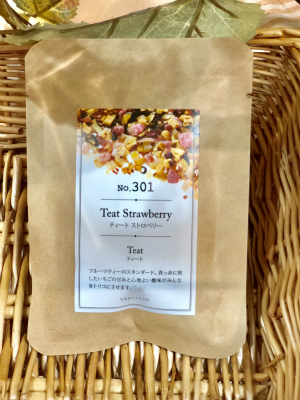 No.301
Teat Strawberry
ティート ストロベリー
Teat
ティート
フルーツティーのスタンダード。真っ赤に熟
したいちごの甘みと心地よい酸味がみんな
をトリコにさせます。